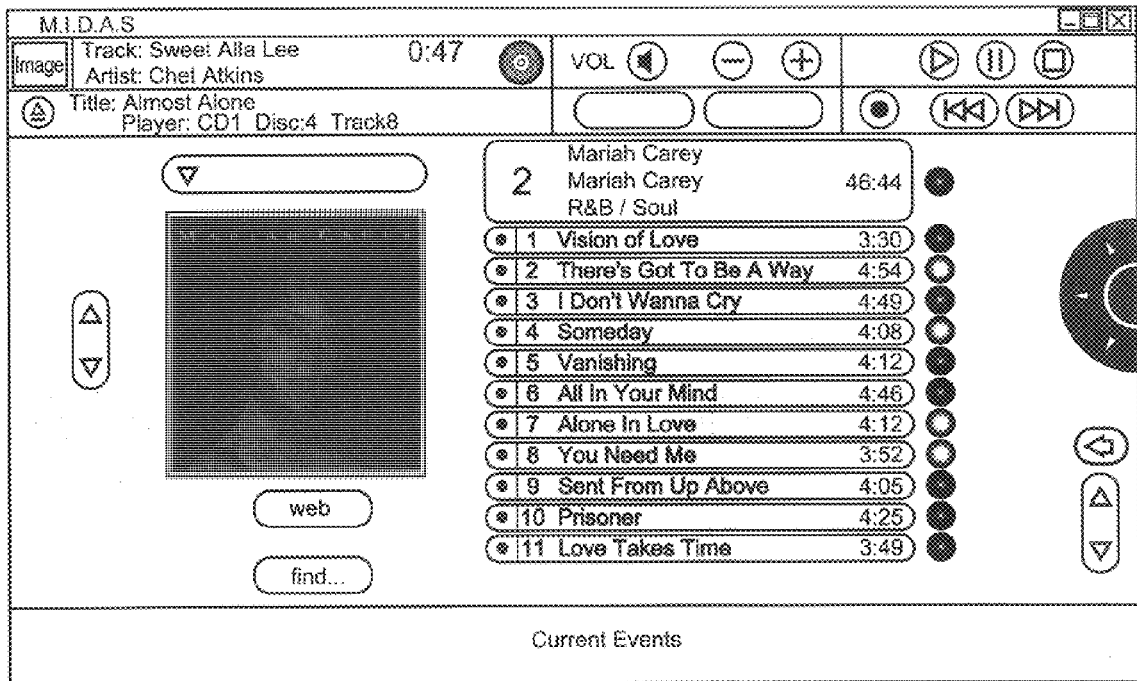 M.I.D.A.S
Image
Track: Sweet Alla Lee 0:47
Artist: Chet Atkins
VOL
Title: Almost Alone
Player: CD1 Disc:4 Track8
2
Mariah Carey
Mariah Carey 46:44
R&B / Soul
1 Vision of Love 3:30
2 There's Got To Be A Way 4:54
3 I Don't Wanna Cry 4:49
4 Someday 4:08
5 Vanishing 4:12
6 All In Your Mind 4:46
7 Alone In Love 4:12
8 You Need Me 3:52
9 Sent From Up Above 4:05
10 Prisoner 4:25
11 Love Takes Time 3:49
web
find...
Current Events